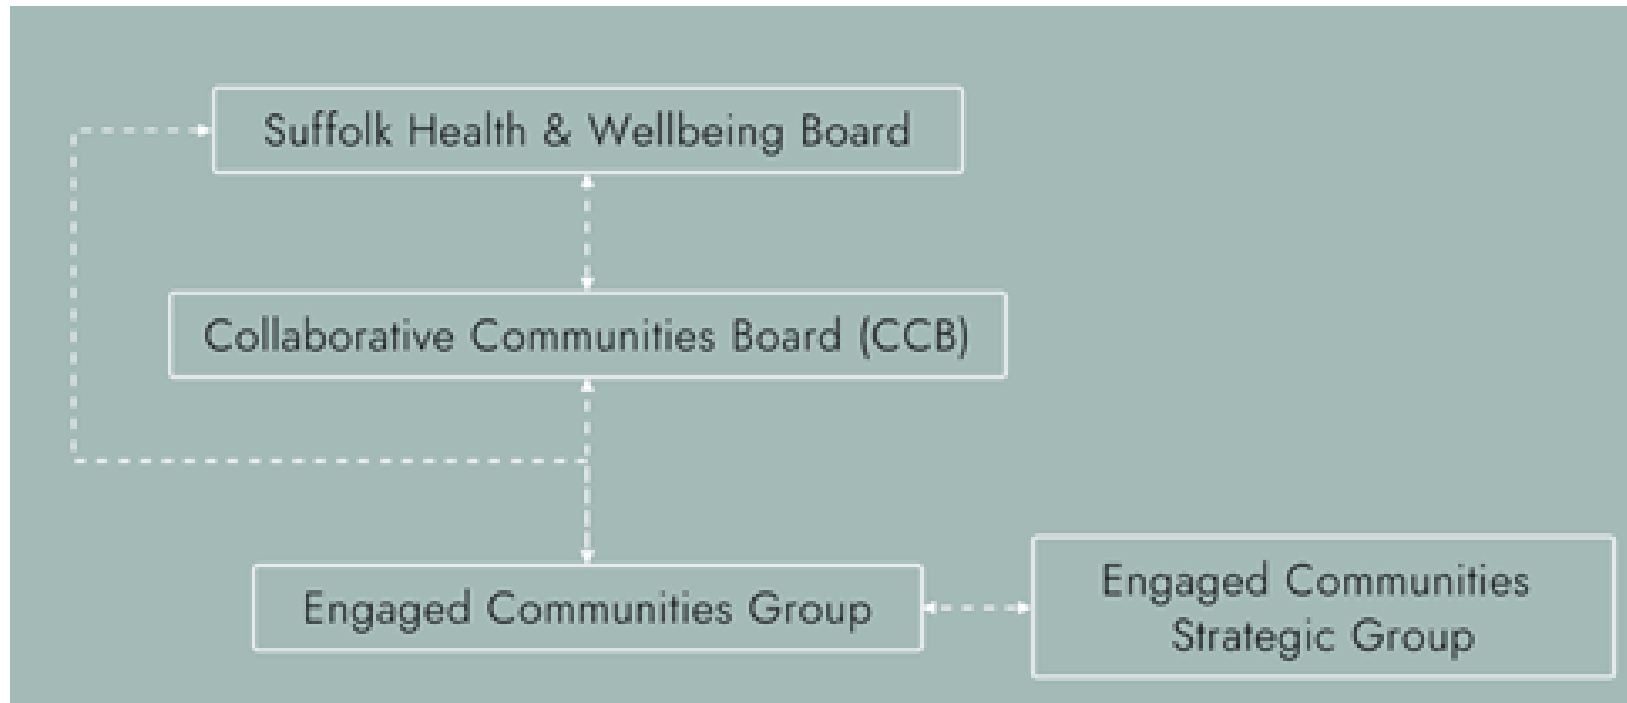 Suffolk Health & Wellbeing Board
Collaborative Communities Board (CCB)
Engaged Communities Group
Engaged Communities
Strategic Group